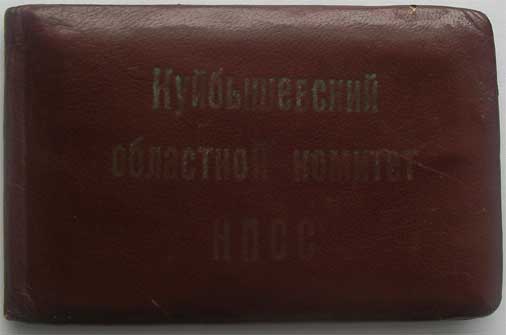 Куйбышевский
областной комитет
КПСС